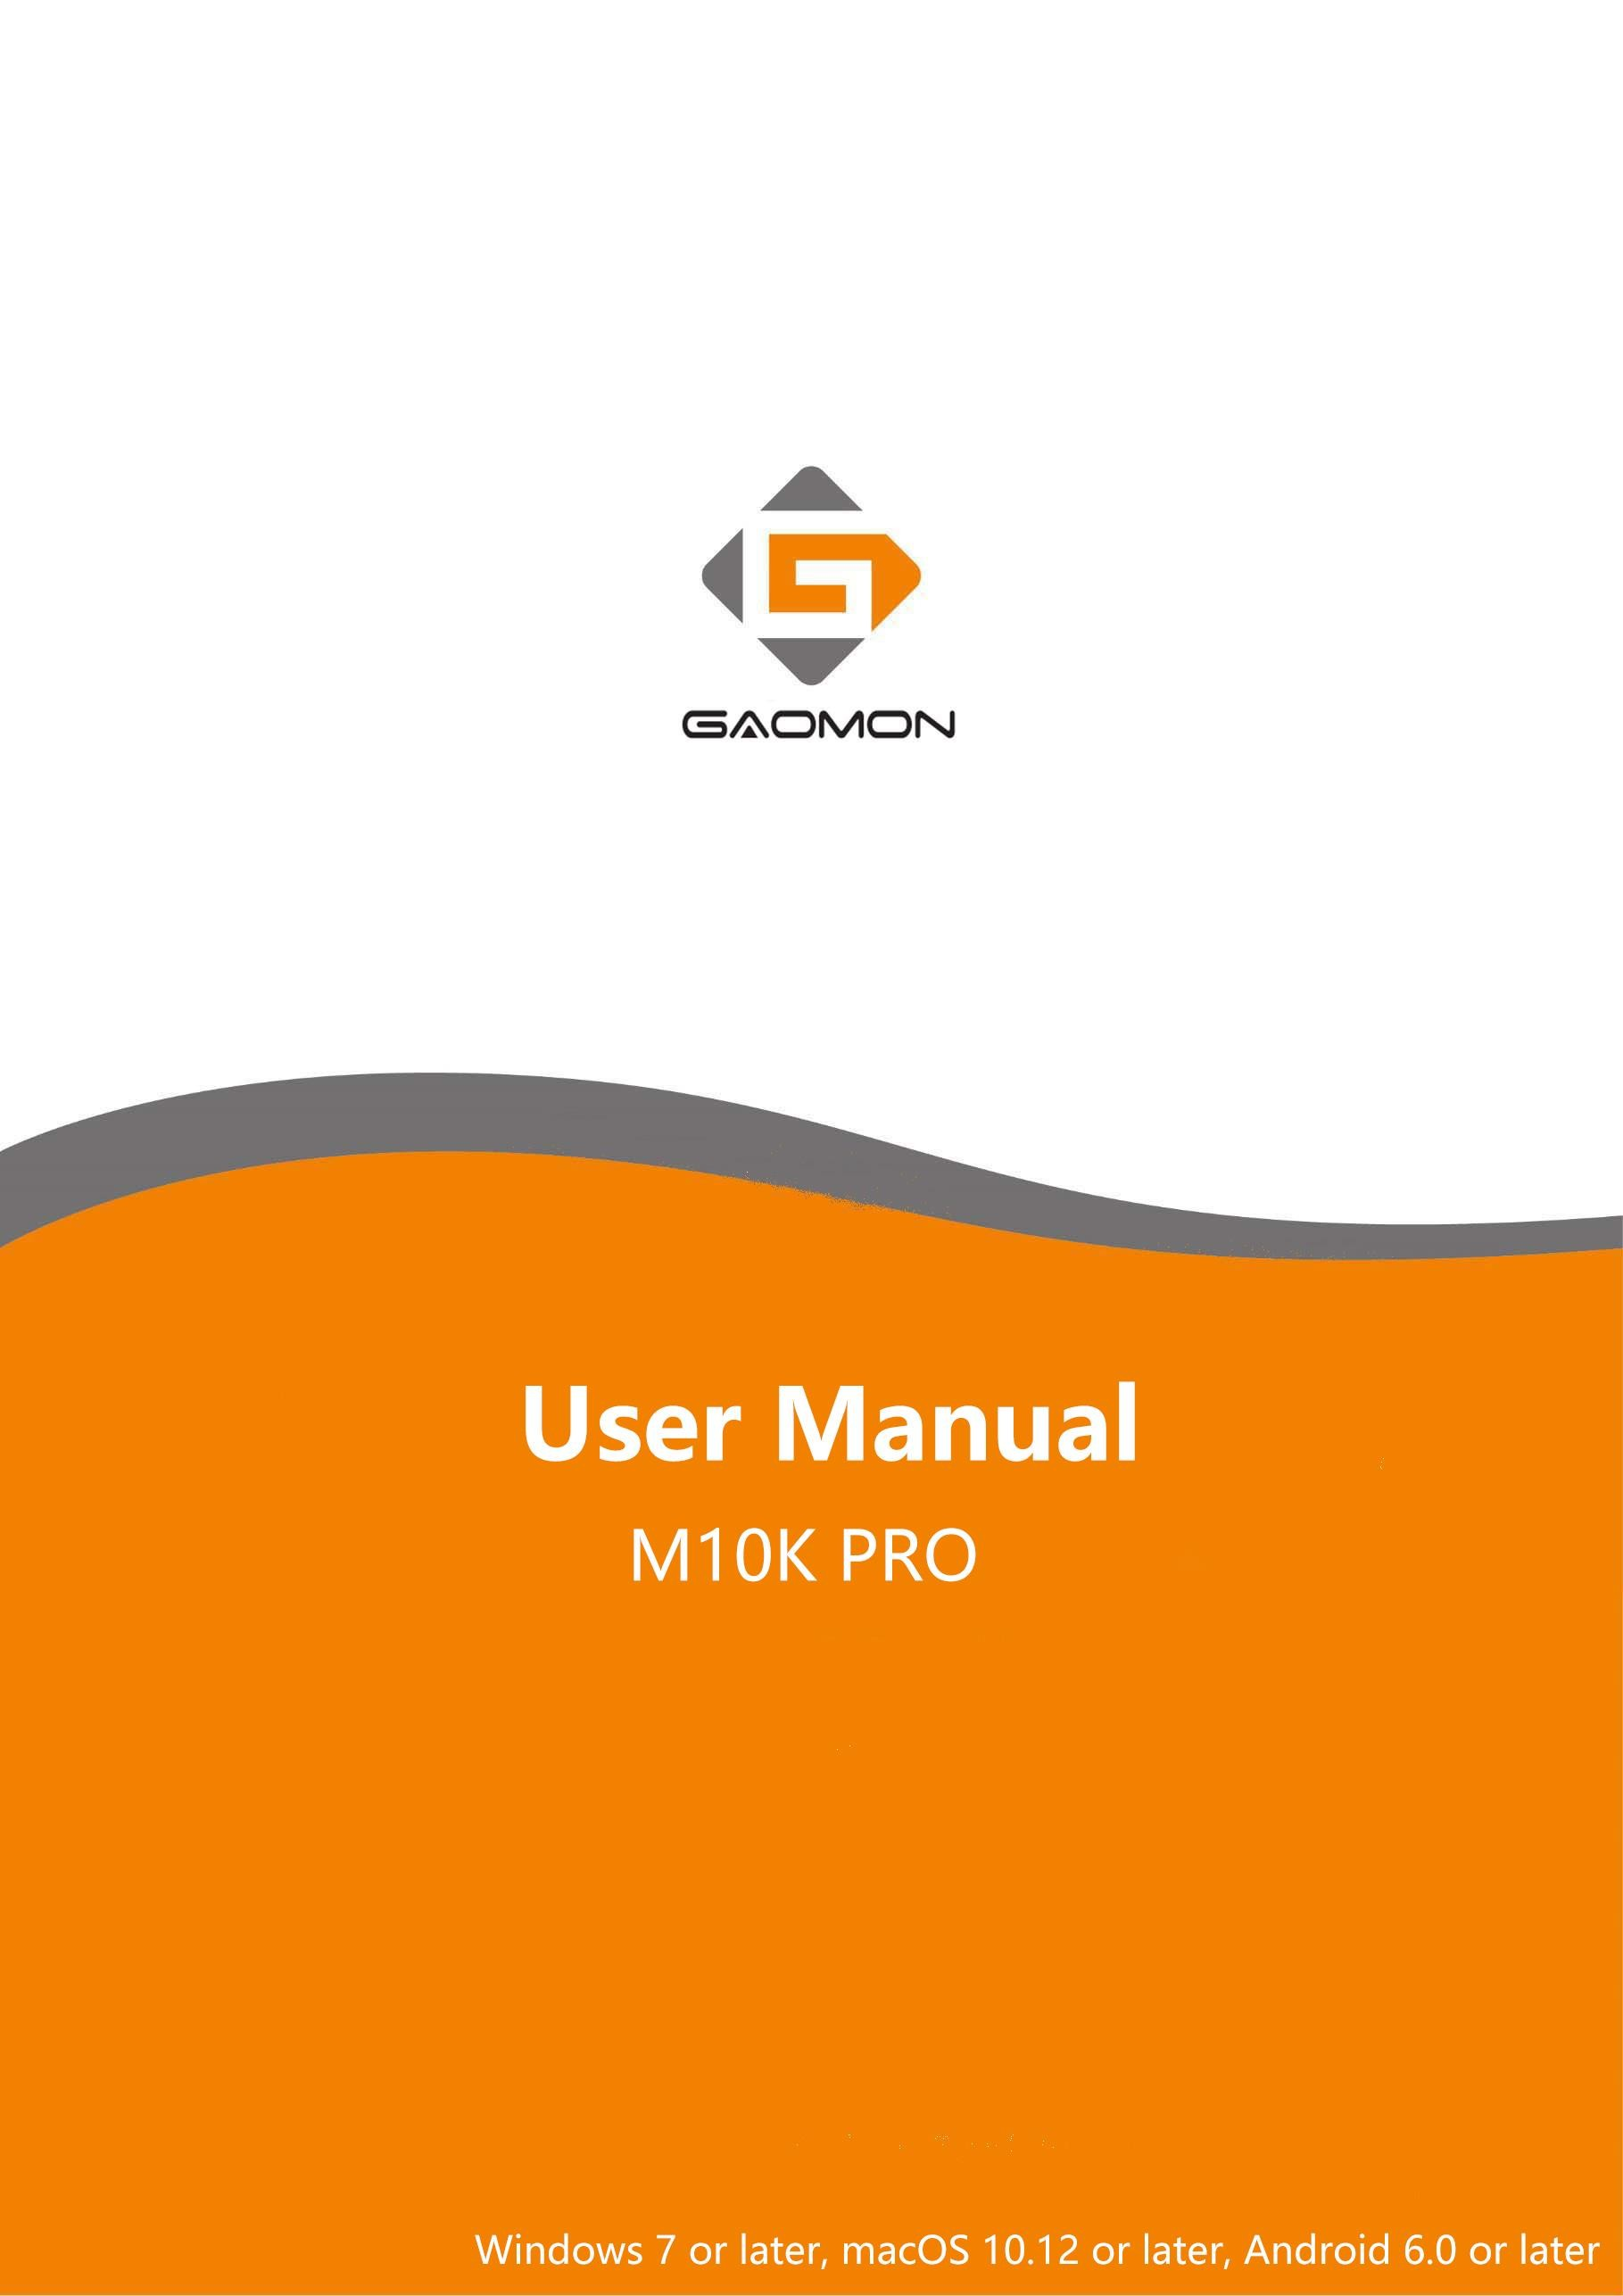 GAOMON
User Manual
M10K PRO
Windows 7 or later, macOS 10.12 or later, Android 6.0 or later